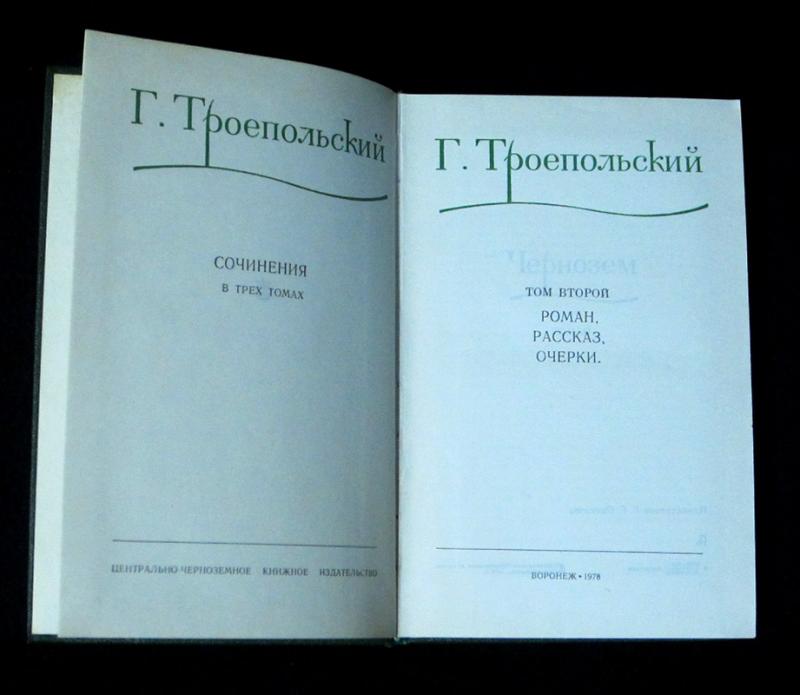 Г. Троепольский
СОЧИНЕНИЯ
В ТРЕХ ТОМАХ
ЦЕНТРАЛЬНО-ЧЕРНОЗЕМНОЕ КНИЖНОЕ ИЗДАТЕЛЬСТВО
Г. Троепольский
Чернозем
ТОМ ВТОРОЙ
РОМАН,
РАССКАЗ,
ОЧЕРКИ.
ВОРОНЕЖ • 1978